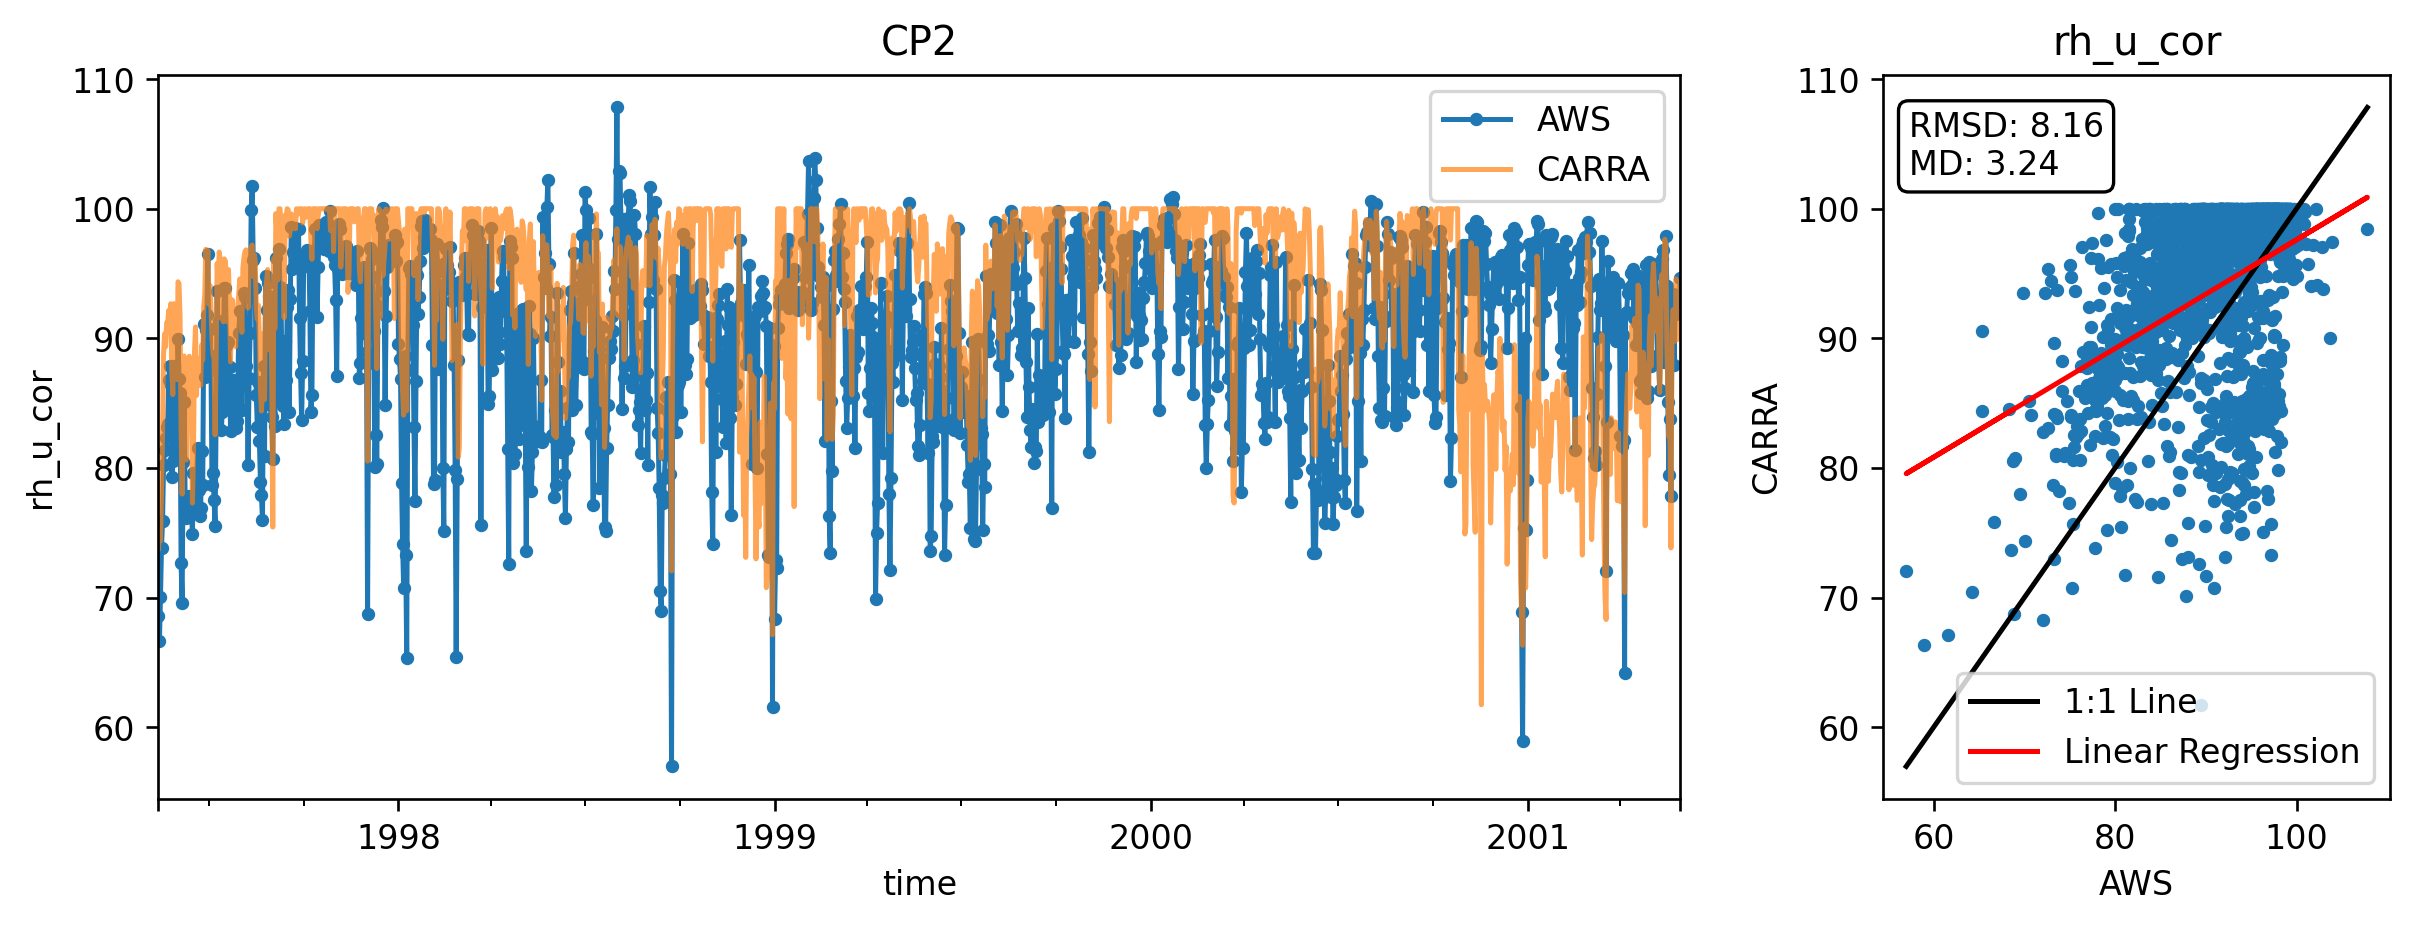 CP2
110
100
90
80
70
60
rh_u_cor
AWS
CARRA
1998
1999
2000
2001
time
rh_u_cor
110
100
90
80
70
60
CARRA
RMSD: 8.16
MD: 3.24
1:1 Line
Linear Regression
60
80
100
AWS